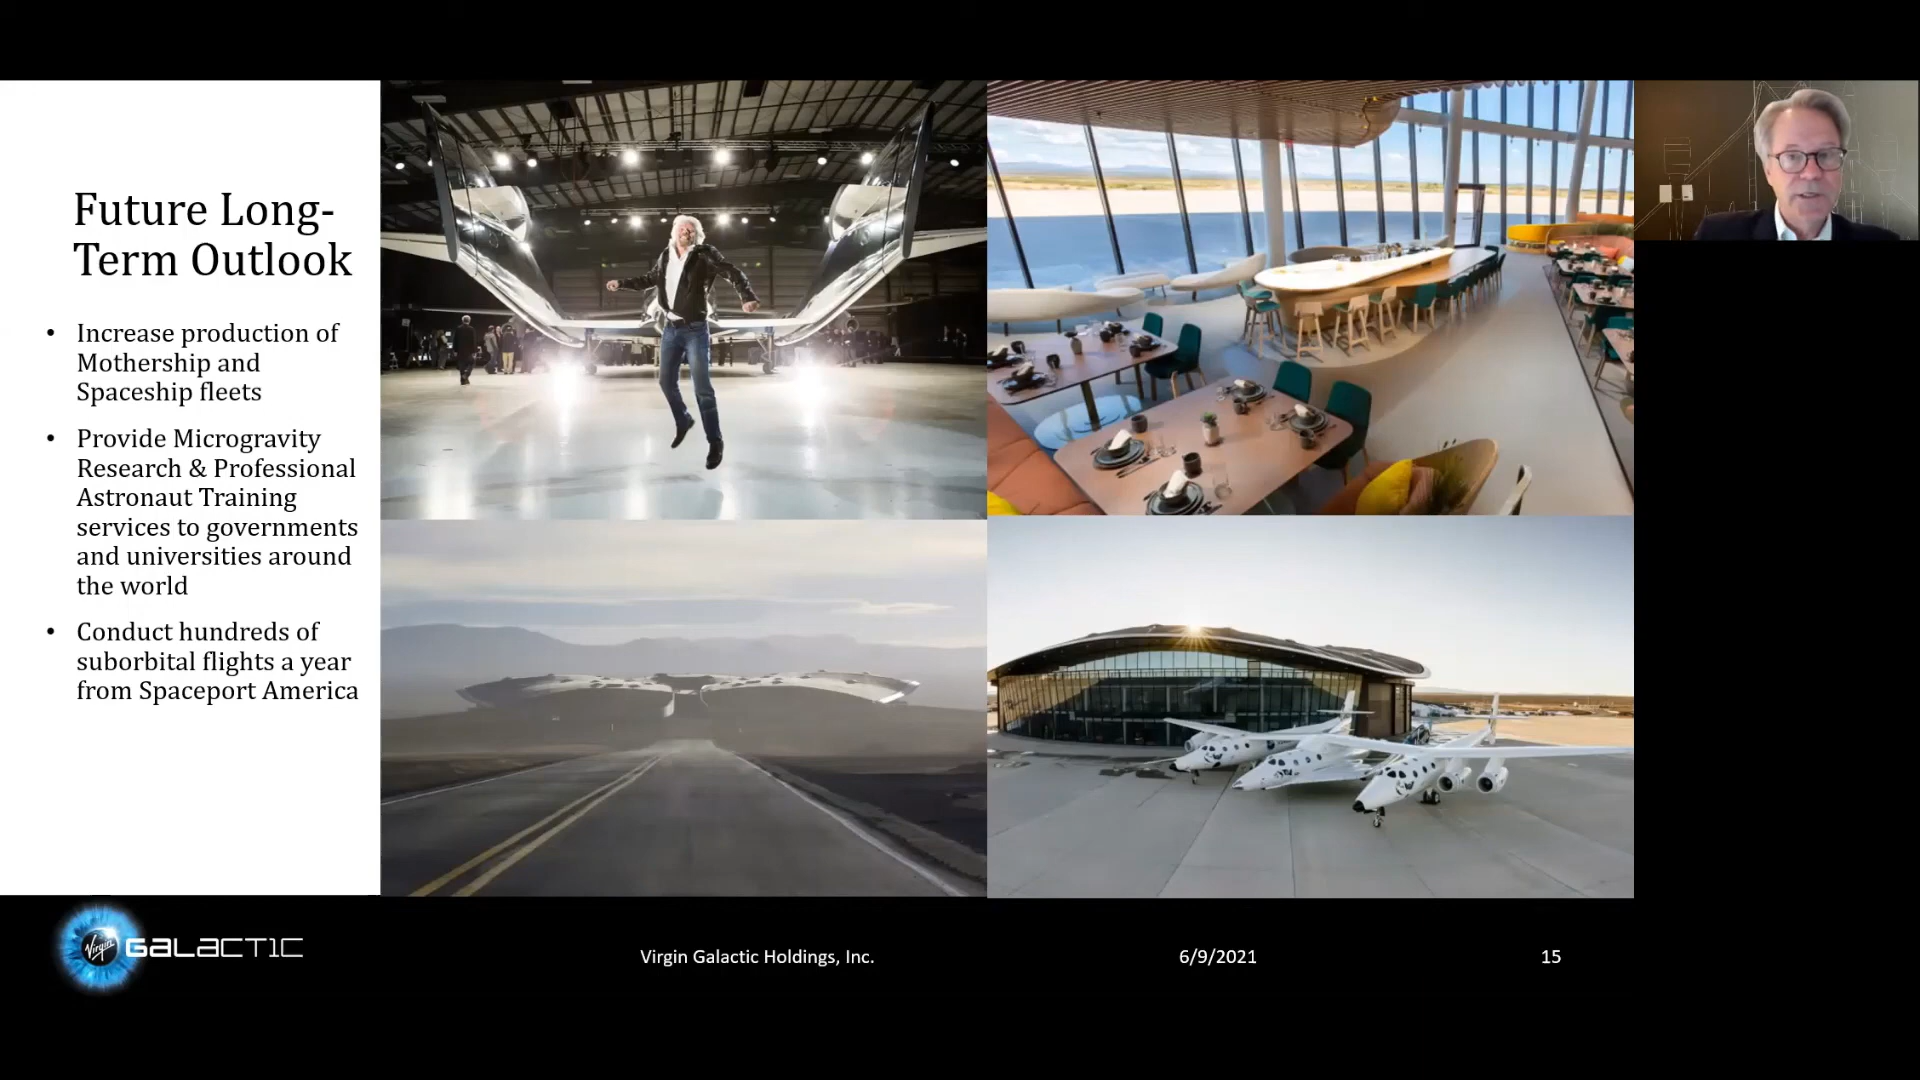 Future Long-
Term Outlook
• Increase production of
Mothership and
Spaceship fleets
• Provide Microgravity
Research & Professional
Astronaut Training
services to governments
and universities around
the world
• Conduct hundreds of
suborbital flights a year
from Spaceport America
Virgin GALACTIC
Virgin Galactic Holdings, Inc.
6/9/2021
15